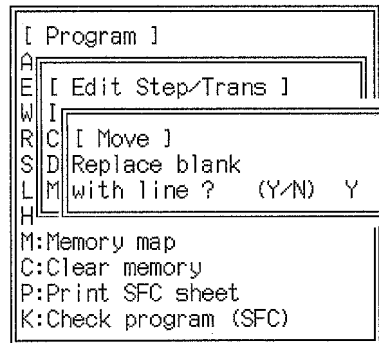 [ Program ]
A
E [ Edit Step/Trans ]
W I
R C [ Move ]
S D Replace blank
L M with line ? (Y/N) Y
H
M:Memory map
C:Clear memory
P:Print SFC sheet
K:Check program (SFC)